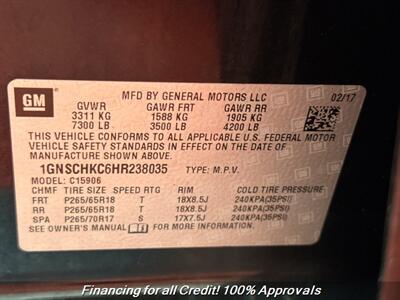 GM
MFD BY GENERAL MOTORS LLC
02/17
GVWR GAWR FRT GAWR RR
3311 KG 1588 KG 1905 KG
7300 LB 3500 LB 4200 LB
THIS VEHICLE CONFORMS TO ALL APPLICABLE U.S. FEDERAL MOTOR
VEHICLE SAFETY STANDARDS IN EFFECT ON THE DATE OF
MANUFACTURE SHOWN ABOVE.
1GNSCHKC6HR238035 TYPE: M.P.V.
MODEL: C15906
CHMF TIRE SIZE SPEED RTG RIM COLD TIRE PRESSURE
FRT P265/65R18 T 18X8.5J 240KPA(35PSI)
RR P265/65R18 T 18X8.5J 240KPA(35PSI)
SPA P265/70R17 S 17X7.5J 240KPA(35PSI)
SEE OWNER'S MANUAL FOR MORE INFORMATION.
Financing for all Credit! 100% Approvals